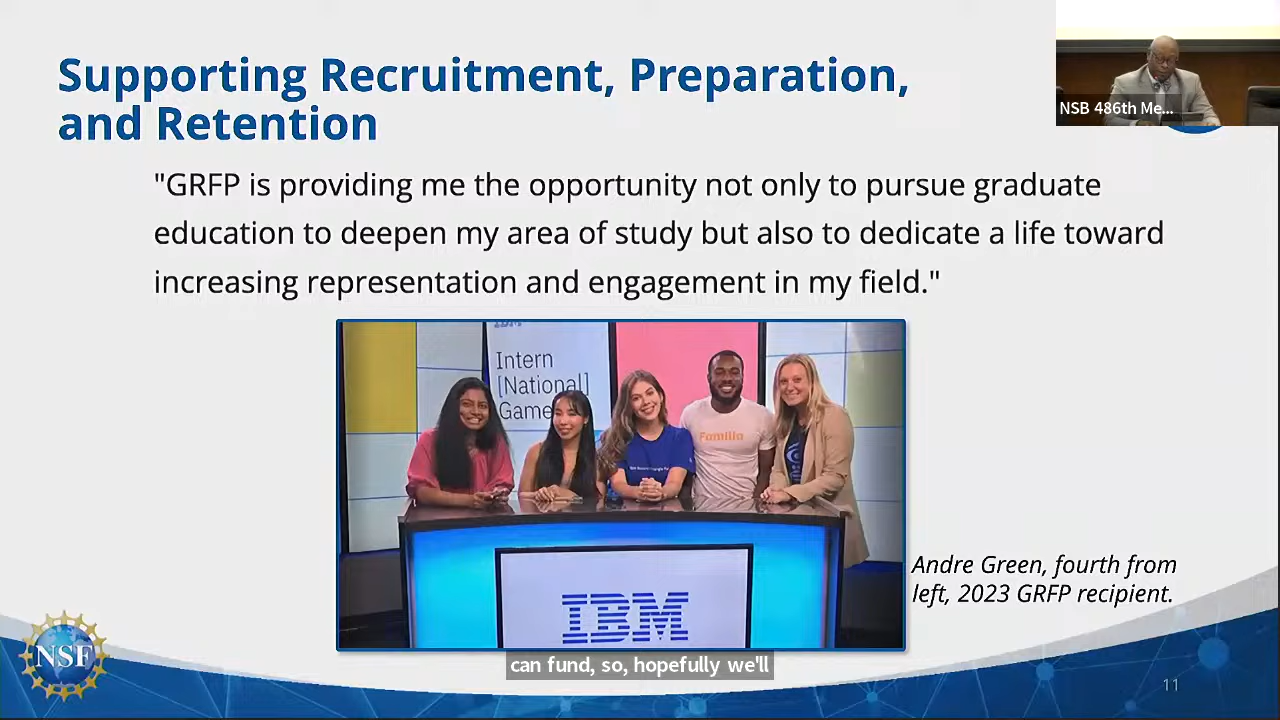 Supporting Recruitment, Preparation,
and Retention
NSB 486th Me...
"GRFP is providing me the opportunity not only to pursue graduate
education to deepen my area of study but also to dedicate a life toward
increasing representation and engagement in my field."
IBM
Intern
[National]
Game
Familia
IBM
Andre Green, fourth from
left, 2023 GRFP recipient.
NSF
can fund, so, hopefully we'll
11